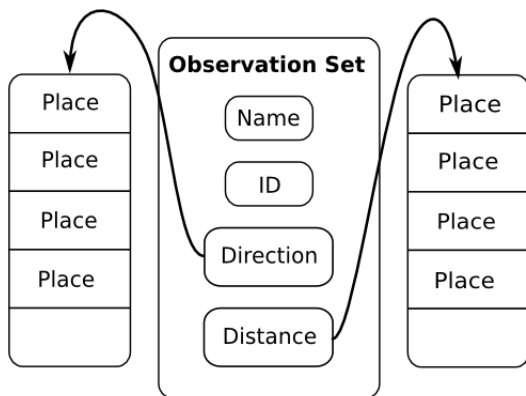 Observation Set
Name
ID
Direction
Distance
Place
Place
Place
Place
Place
Place
Place
Place